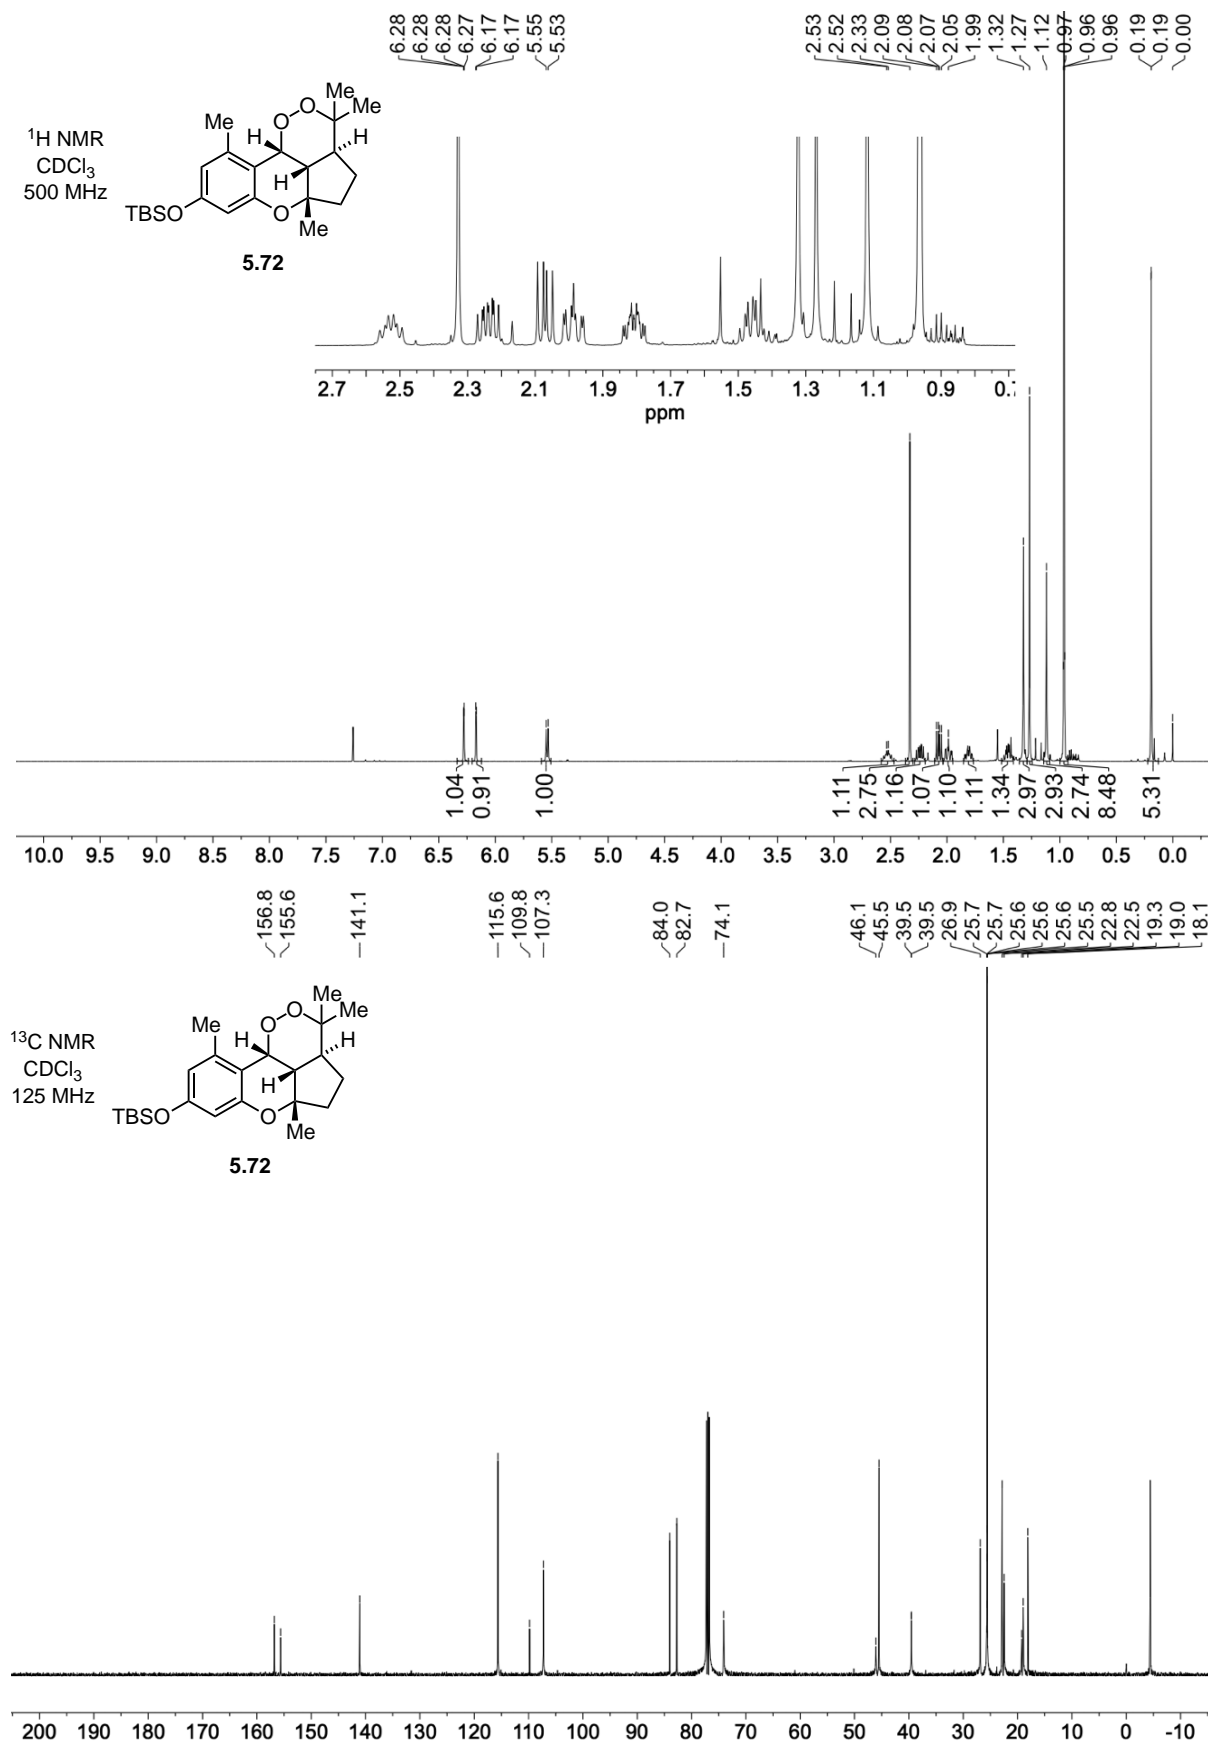 6.28
6.28
6.28
6.27
6.17
6.17
5.55
5.53
2.53
2.52
2.33
2.09
2.08
2.07
2.05
1.99
1.32
1.27
1.12
0.97
0.96
0.96
0.19
0.19
0.00
¹H NMR
CDCl₃
500 MHz
Me
H
O
O
Me
Me
H
H
TBSO
O
Me
5.72
2.7 2.5 2.3 2.1 1.9 1.7 1.5 1.3 1.1 0.9 0.
ppm
1.04
0.91
1.00
1.11
2.75
1.16
1.07
1.10
1.11
1.34
2.97
2.93
2.74
8.48
5.31
10.0 9.5 9.0 8.5 8.0 7.5 7.0 6.5 6.0 5.5 5.0 4.5 4.0 3.5 3.0 2.5 2.0 1.5 1.0 0.5 0.0
156.8
155.6
141.1
115.6
109.8
107.3
84.0
82.7
74.1
46.1
45.5
39.5
39.5
26.9
25.7
25.7
25.6
25.6
25.6
25.5
22.8
22.5
19.3
19.0
18.1
¹³C NMR
CDCl₃
125 MHz
Me
H
O
O
Me
Me
H
H
TBSO
O
Me
5.72
200 190 180 170 160 150 140 130 120 110 100 90 80 70 60 50 40 30 20 10 0 -10